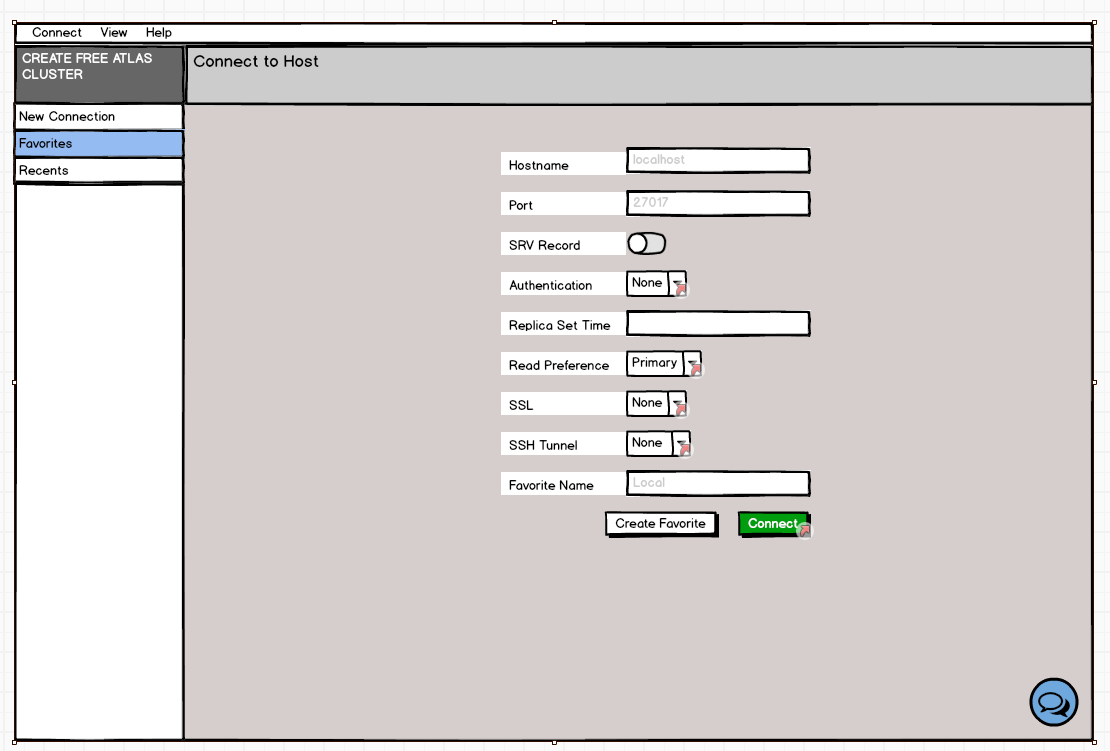 Connect View Help
CREATE FREE ATLAS
CLUSTER
Connect to Host
New Connection
Favorites
Recents
Hostname localhost
Port 27017
SRV Record
Authentication None
Replica Set Time
Read Preference Primary
SSL None
SSH Tunnel None
Favorite Name Local
Create Favorite Connect